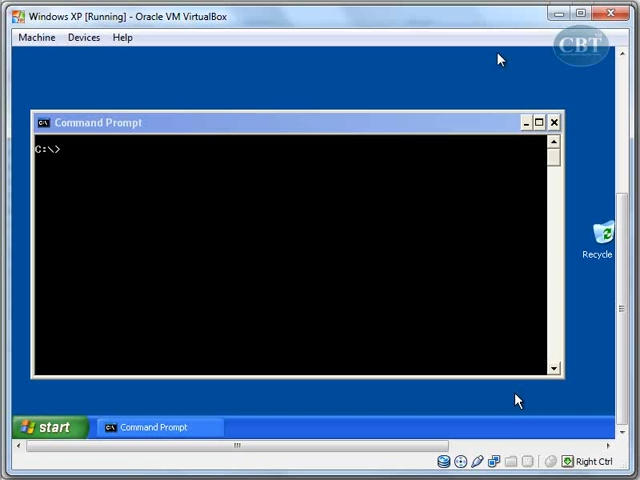 Windows XP [Running] - Oracle VM VirtualBox
Machine Devices Help
CBT
Command Prompt
C:\>
Recycle
start
Command Prompt
Right Ctrl